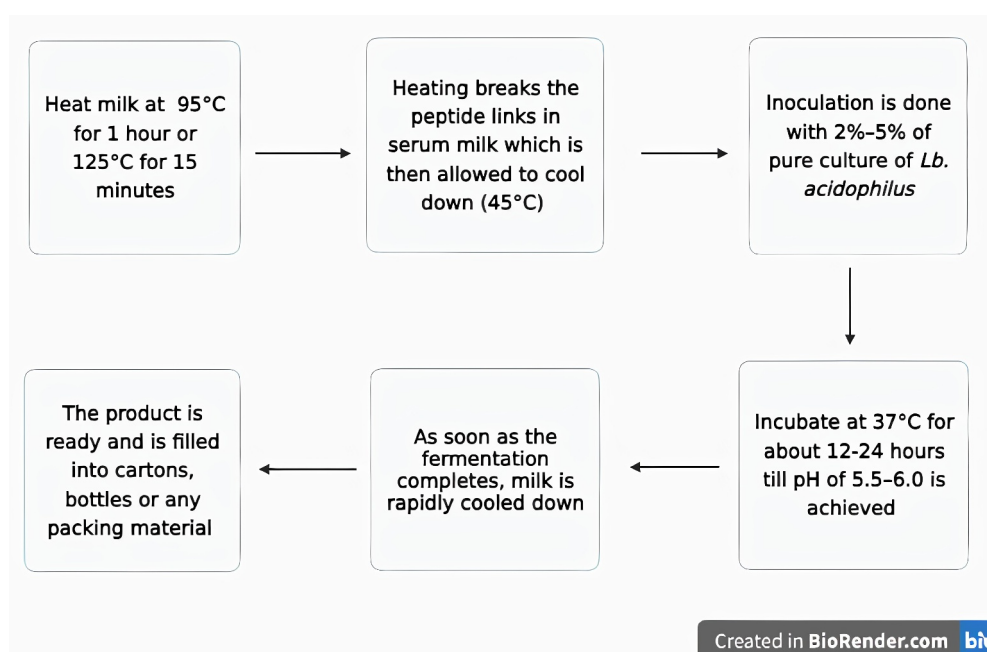 Heat milk at 95°C
for 1 hour or
125°C for 15
minutes
Heating breaks the
peptide links in
serum milk which is
then allowed to cool
down (45°C)
Inoculation is done
with 2%–5% of
pure culture of Lb.
acidophilus
Incubate at 37°C for
about 12-24 hours
till pH of 5.5–6.0 is
achieved
As soon as the
fermentation
completes, milk is
rapidly cooled down
The product is
ready and is filled
into cartons,
bottles or any
packing material
Created in BioRender.com